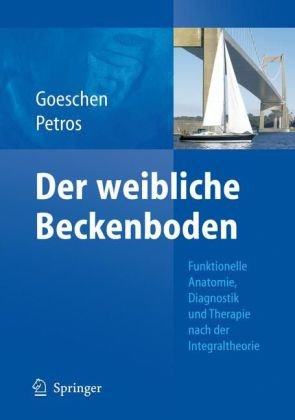 Goeschen
Petros
Der weibliche
Beckenboden
Funktionelle
Anatomie,
Diagnostik
und Therapie
nach der
Integraltheorie
Springer